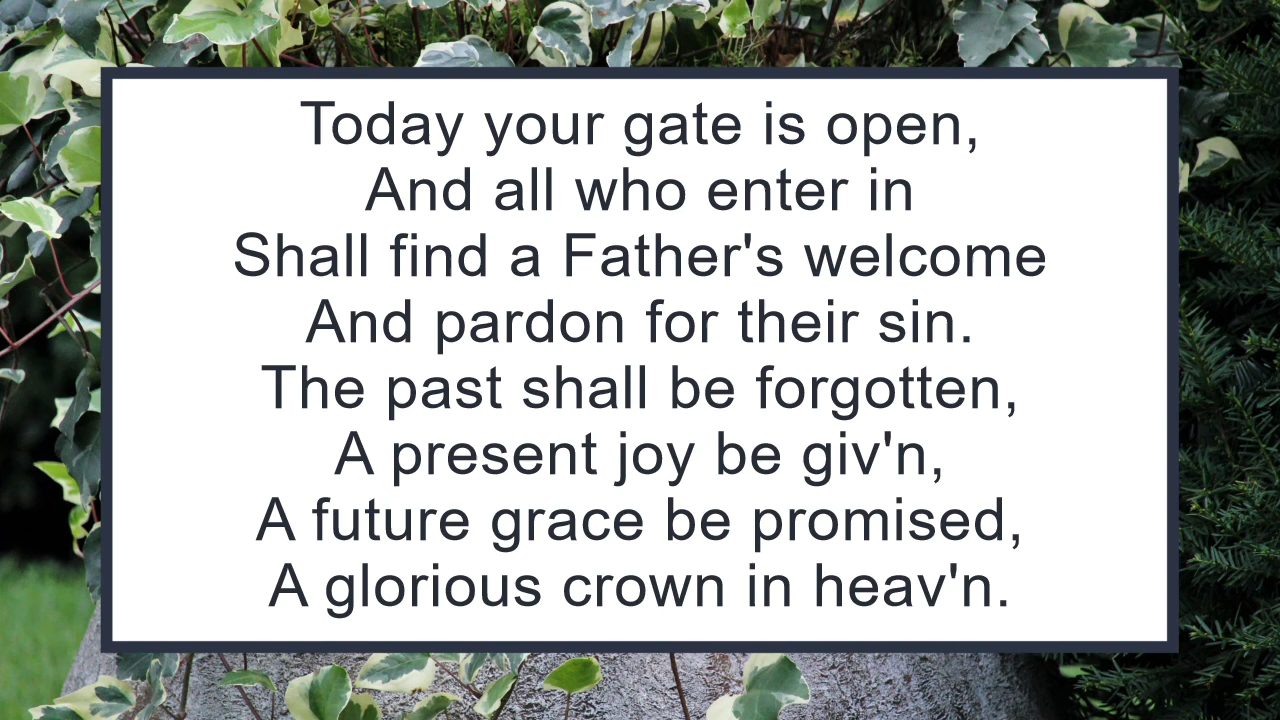 Today your gate is open,
And all who enter in
Shall find a Father's welcome
And pardon for their sin.
The past shall be forgotten,
A present joy be giv'n,
A future grace be promised,
A glorious crown in heav'n.